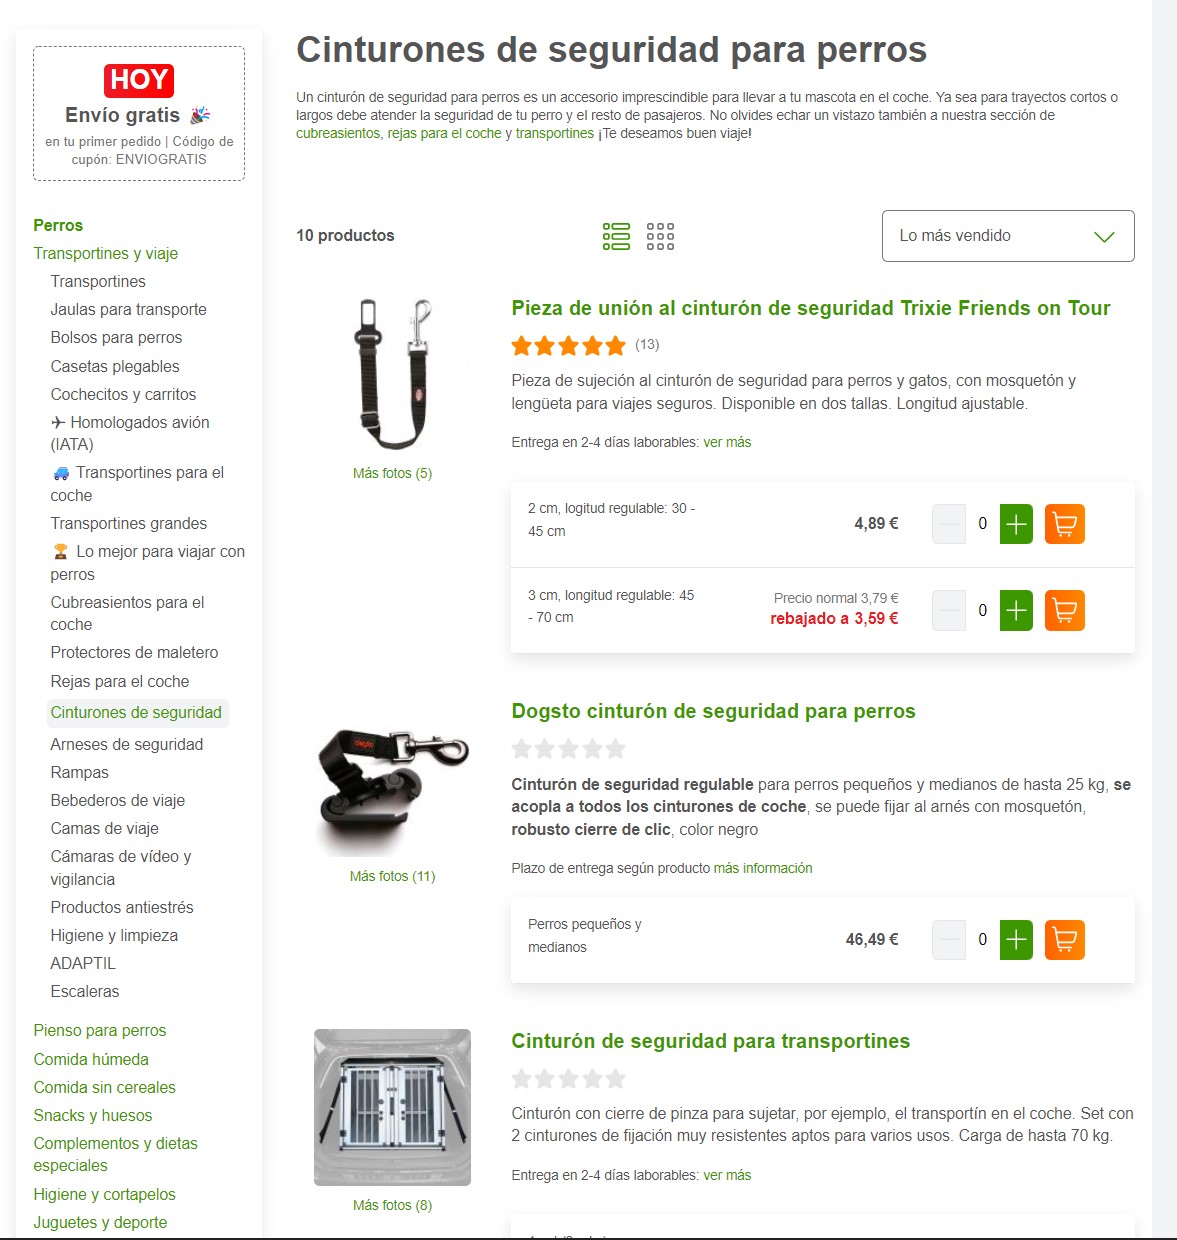 HOY
Envío gratis 🎉
en tu primer pedido | Código de
cupón: ENVIOGRATIS
Perros
Transportines y viaje
Transportines
Jaulas para transporte
Bolsos para perros
Casetas plegables
Cochecitos y carritos
✈ Homologados avión
(IATA)
🚙 Transportines para el
coche
Transportines grandes
🏆 Lo mejor para viajar con
perros
Cubreasientos para el
coche
Protectores de maletero
Rejas para el coche
Cinturones de seguridad
Arneses de seguridad
Rampas
Bebederos de viaje
Camas de viaje
Cámaras de vídeo y
vigilancia
Productos antiestrés
Higiene y limpieza
ADAPTIL
Escaleras
Pienso para perros
Comida húmeda
Comida sin cereales
Snacks y huesos
Complementos y dietas
especiales
Higiene y cortapelos
Juguetes y deporte
Cinturones de seguridad para perros
Un cinturón de seguridad para perros es un accesorio imprescindible para llevar a tu mascota en el coche. Ya sea para trayectos cortos o
largos debe atender la seguridad de tu perro y el resto de pasajeros. No olvides echar un vistazo también a nuestra sección de
cubreasientos, rejas para el coche y transportines ¡Te deseamos buen viaje!
10 productos
Lo más vendido
Más fotos (5)
Pieza de unión al cinturón de seguridad Trixie Friends on Tour
(13)
Pieza de sujeción al cinturón de seguridad para perros y gatos, con mosquetón y
lengüeta para viajes seguros. Disponible en dos tallas. Longitud ajustable.
Entrega en 2-4 días laborables: ver más
2 cm, logitud regulable: 30 -
45 cm
4,89 €
0
3 cm, longitud regulable: 45
- 70 cm
Precio normal 3,79 €
rebajado a 3,59 €
0
Más fotos (11)
Dogsto cinturón de seguridad para perros
Cinturón de seguridad regulable para perros pequeños y medianos de hasta 25 kg, se
acopla a todos los cinturones de coche, se puede fijar al arnés con mosquetón,
robusto cierre de clic, color negro
Plazo de entrega según producto más información
Perros pequeños y
medianos
46,49 €
0
Más fotos (8)
Cinturón de seguridad para transportines
Cinturón con cierre de pinza para sujetar, por ejemplo, el transportín en el coche. Set con
2 cinturones de fijación muy resistentes aptos para varios usos. Carga de hasta 70 kg.
Entrega en 2-4 días laborables: ver más